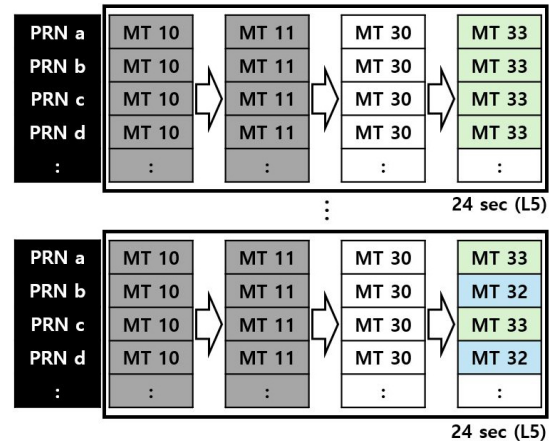 PRN a MT 10 MT 11 MT 30 MT 33
PRN b MT 10 MT 11 MT 30 MT 33
PRN c MT 10 MT 11 MT 30 MT 33
PRN d MT 10 MT 11 MT 30 MT 33
: : : : :
24 sec (L5)
⋮
PRN a MT 10 MT 11 MT 30 MT 33
PRN b MT 10 MT 11 MT 30 MT 32
PRN c MT 10 MT 11 MT 30 MT 33
PRN d MT 10 MT 11 MT 30 MT 32
: : : : :
24 sec (L5)